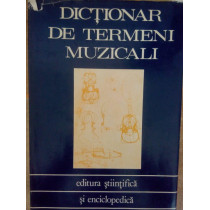 DICȚIONAR
DE TERMENI
MUZICALI
editura științifică
și enciclopedică